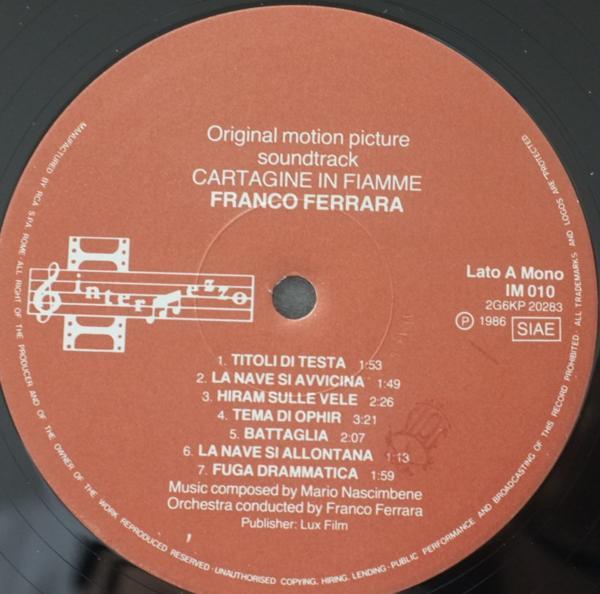 Original motion picture
soundtrack
CARTAGINE IN FIAMME
FRANCO FERRARA
intermezzo
Lato A Mono
IM 010
2G6KP 20283
℗ 1986 SIAE
1. TITOLI DI TESTA 1:53
2. LA NAVE SI AVVICINA 1:49
3. HIRAM SULLE VELE 2:26
4. TEMA DI OPHIR 3:21
5. BATTAGLIA 2:07
6. LA NAVE SI ALLONTANA 1:13
7. FUGA DRAMMATICA 1:59
Music composed by Mario Nascimbene
Orchestra conducted by Franco Ferrara
Publisher: Lux Film
MANUFACTURED BY RCA S.P.A. ROME · ALL RIGHT OF THE PRODUCER AND OF THE OWNER OF THE WORK REPRODUCED RESERVED · UNAUTHORISED COPYING, HIRING, LENDING · PUBLIC PERFORMANCE AND BROADCASTING OF THIS RECORD PROHIBITED · ALL TRADEMARKS AND LOGOS ARE PROTECTED